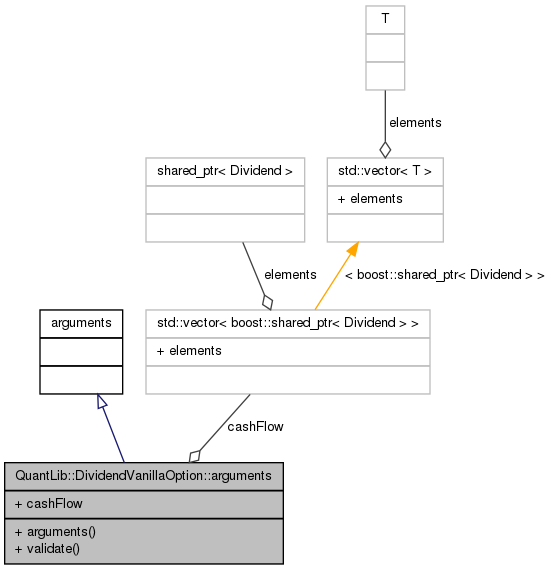 T
elements
shared_ptr< Dividend >
std::vector< T >
+ elements
elements
< boost::shared_ptr< Dividend > >
arguments
std::vector< boost::shared_ptr< Dividend > >
+ elements
cashFlow
QuantLib::DividendVanillaOption::arguments
+ cashFlow
+ arguments()
+ validate()